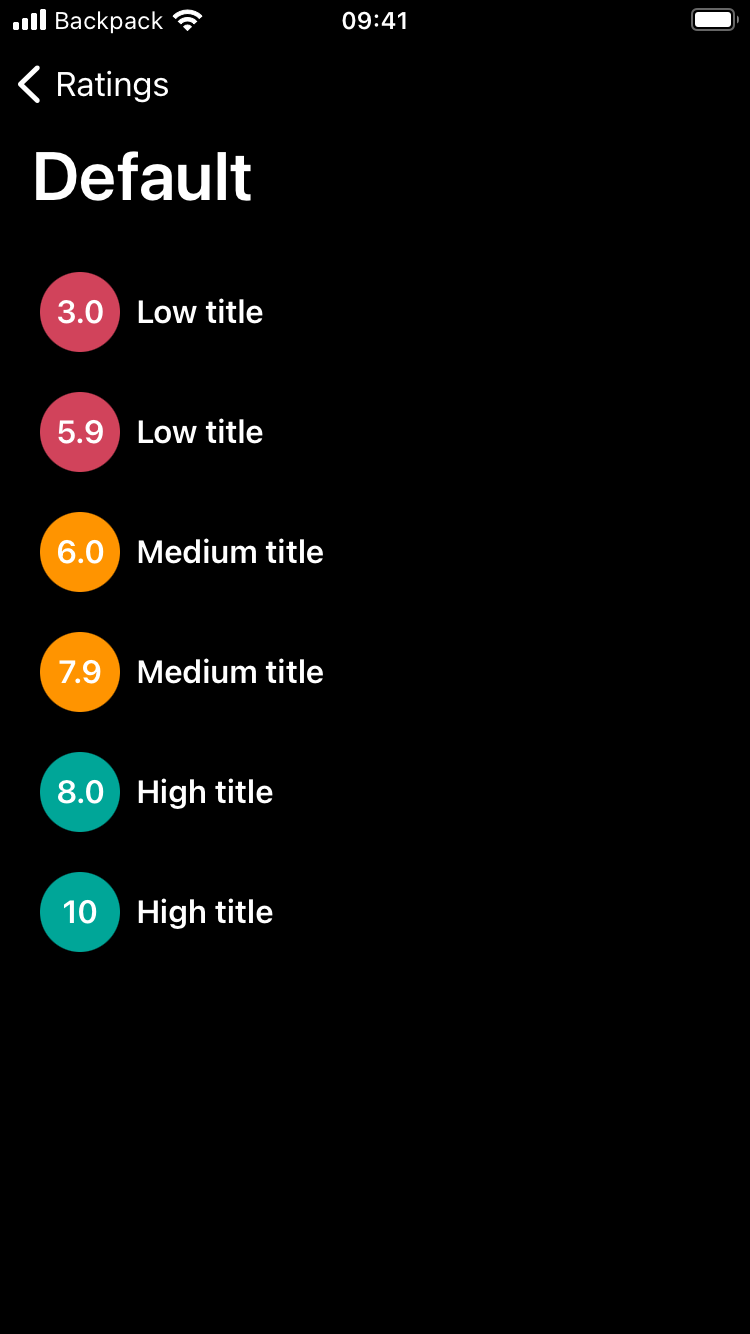 Backpack 09:41
Ratings
Default
3.0 Low title
5.9 Low title
6.0 Medium title
7.9 Medium title
8.0 High title
10 High title